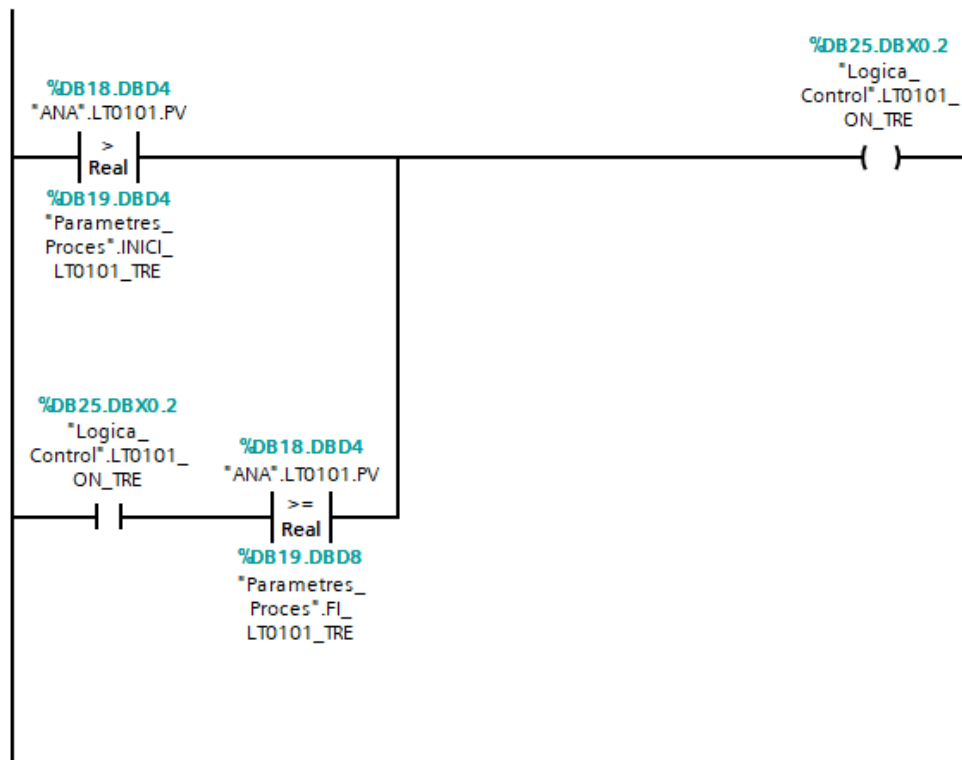 %DB25.DBX0.2
"Logica_
Control".LT0101_
ON_TRE
%DB18.DBD4
"ANA".LT0101.PV
>
Real
%DB19.DBD4
"Parametres_
Proces".INICI_
LT0101_TRE
%DB25.DBX0.2
"Logica_
Control".LT0101_
ON_TRE
%DB18.DBD4
"ANA".LT0101.PV
>=
Real
%DB19.DBD8
"Parametres_
Proces".FI_
LT0101_TRE